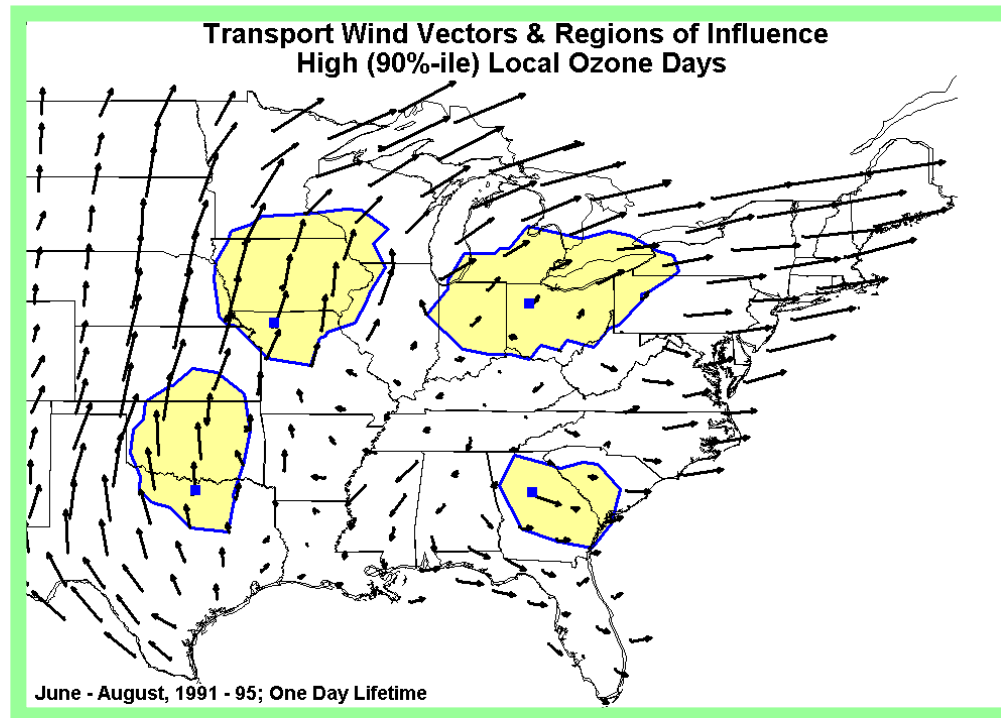 Transport Wind Vectors & Regions of Influence
High (90%-ile) Local Ozone Days
June - August, 1991 - 95; One Day Lifetime